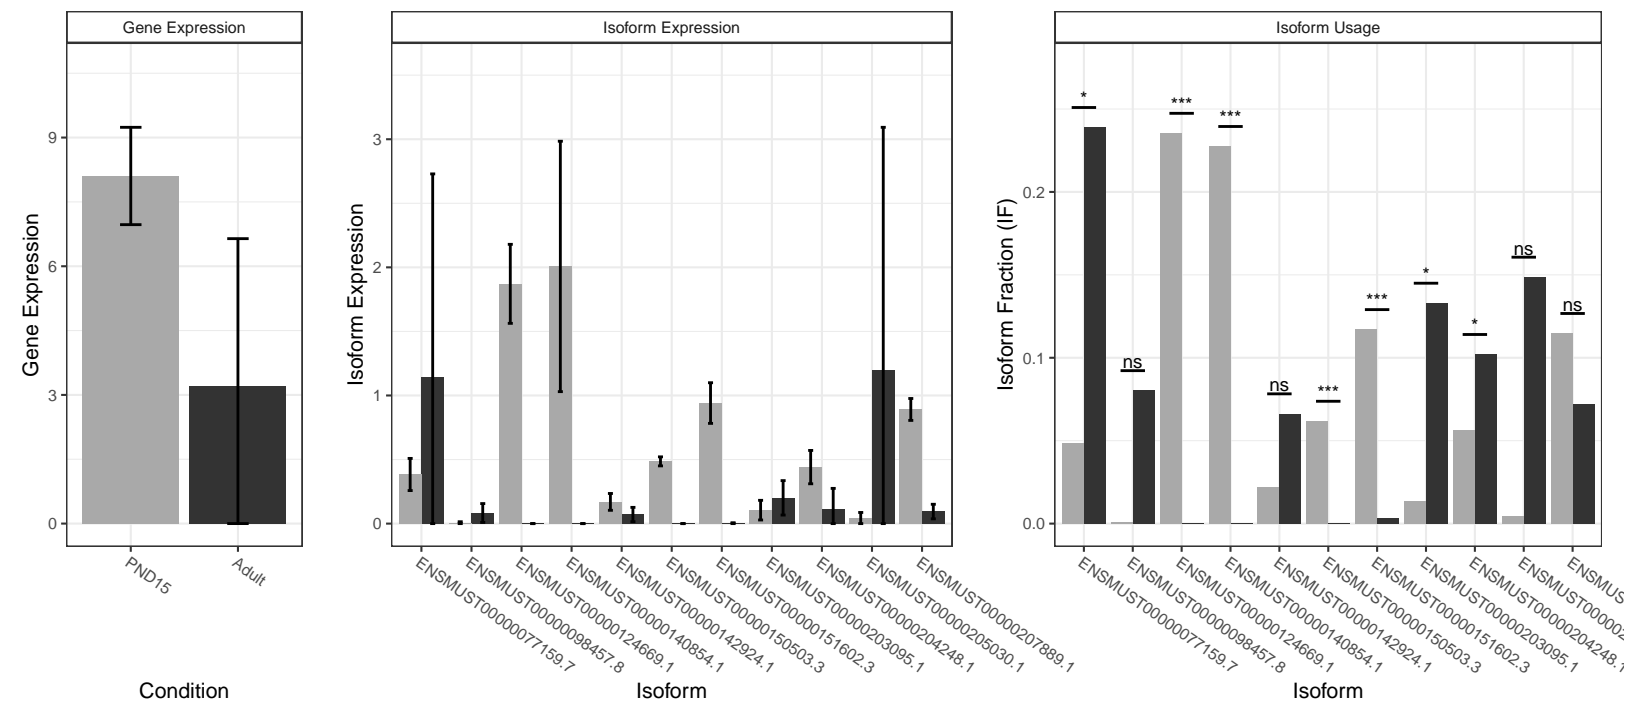 Gene Expression
Isoform Expression
Isoform Usage
Gene Expression
9
6
3
0
PND15
Adult
Condition
Isoform Expression
3
2
1
0
ENSMUST00000077159.7
ENSMUST00000098457.8
ENSMUST00000124669.1
ENSMUST00000140854.1
ENSMUST00000142924.1
ENSMUST00000150503.3
ENSMUST00000151602.3
ENSMUST00000203095.1
ENSMUST00000204248.1
ENSMUST00000205030.1
ENSMUST00000207889.1
Isoform
Isoform Fraction (IF)
0.2
0.1
0.0
*
ns
***
***
ns
***
***
*
*
ns
ns
ENSMUST00000077159.7
ENSMUST00000098457.8
ENSMUST00000124669.1
ENSMUST00000140854.1
ENSMUST00000142924.1
ENSMUST00000150503.3
ENSMUST00000151602.3
ENSMUST00000203095.1
ENSMUST00000204248.1
Isoform